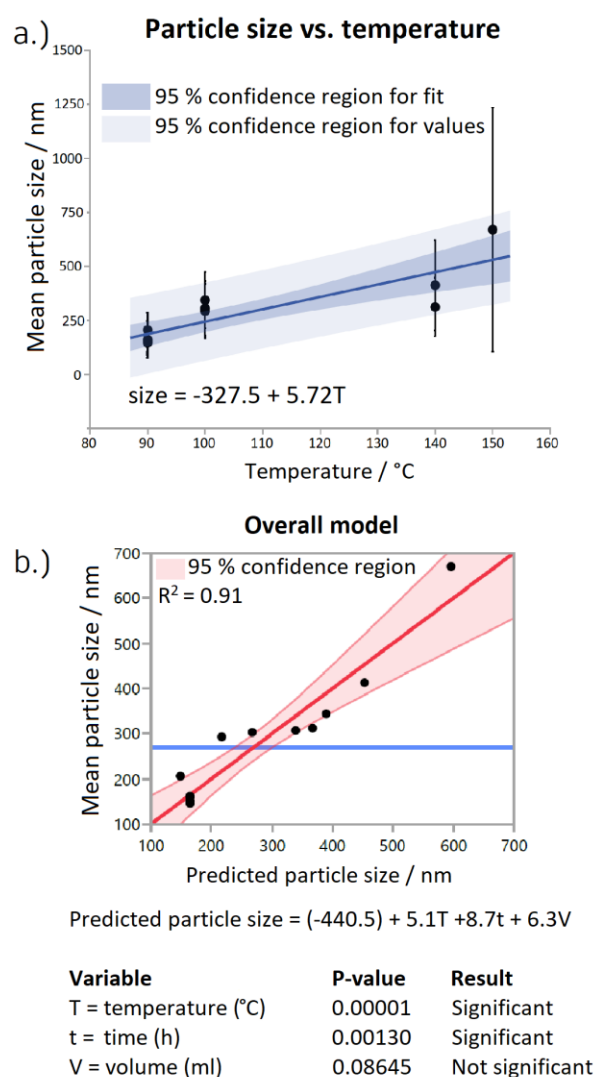 a.)
Particle size vs. temperature
Mean particle size / nm
1500
1250
1000
750
500
250
0
95 % confidence region for fit
95 % confidence region for values
size = -327.5 + 5.72T
80 90 100 110 120 130 140 150 160
Temperature / °C
b.)
Overall model
Mean particle size / nm
700
600
500
400
300
200
100
95 % confidence region
R² = 0.91
100 200 300 400 500 600 700
Predicted particle size / nm
Predicted particle size = (-440.5) + 5.1T +8.7t + 6.3V
Variable P-value Result
T = temperature (°C) 0.00001 Significant
t = time (h) 0.00130 Significant
V = volume (ml) 0.08645 Not significant